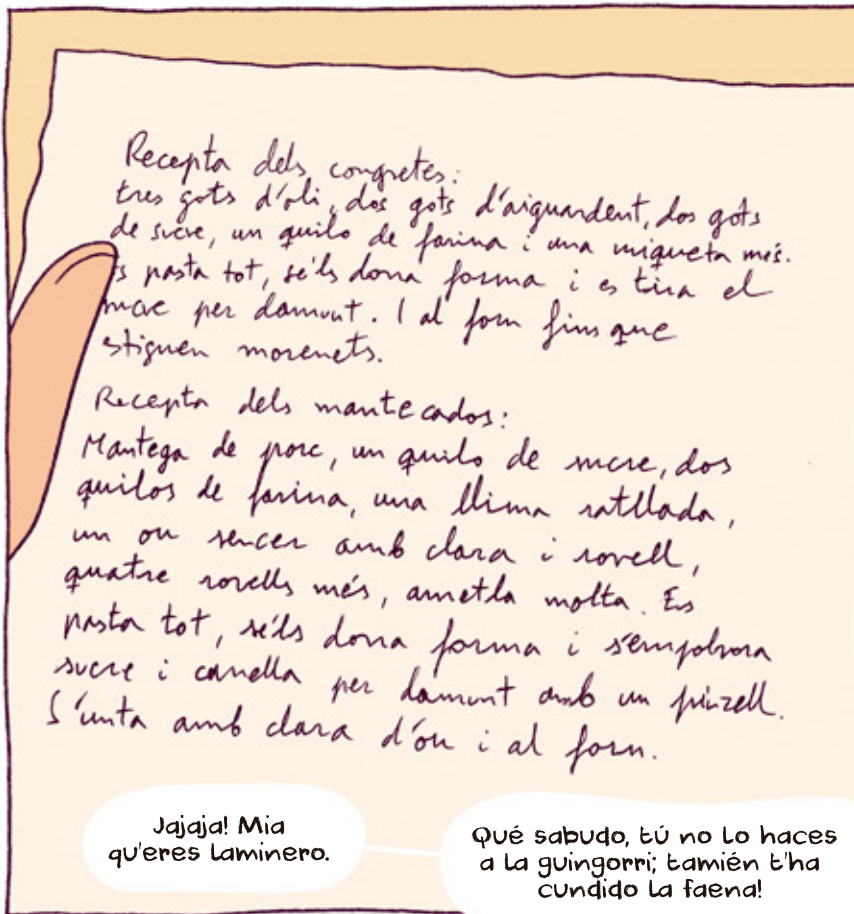 Recepta dels congretes:
tres gots d'oli, dos gots d'aiguardent, dos gots
de sucre, un quilo de farina i una miqueta més.
s pasta tot, se'ls dona forma i es tira el
sucre per damunt. I al forn fins que
estiguen morenets.
Recepta dels mantecados:
Mantega de porc, un quilo de sucre, dos
quilos de farina, una llima ratllada,
un ou sencer amb clara i rovell,
quatre rovells més, ametla molta. Es
pasta tot, se'ls dona forma i s'empolvora
sucre i canella per damunt amb un pinzell.
S'unta amb clara d'ou i al forn.
Jajaja! Mia
qu'eres laminero.
Qué sabudo, tú no lo haces
a la guingorri; tamién t'ha
cundido la faena!